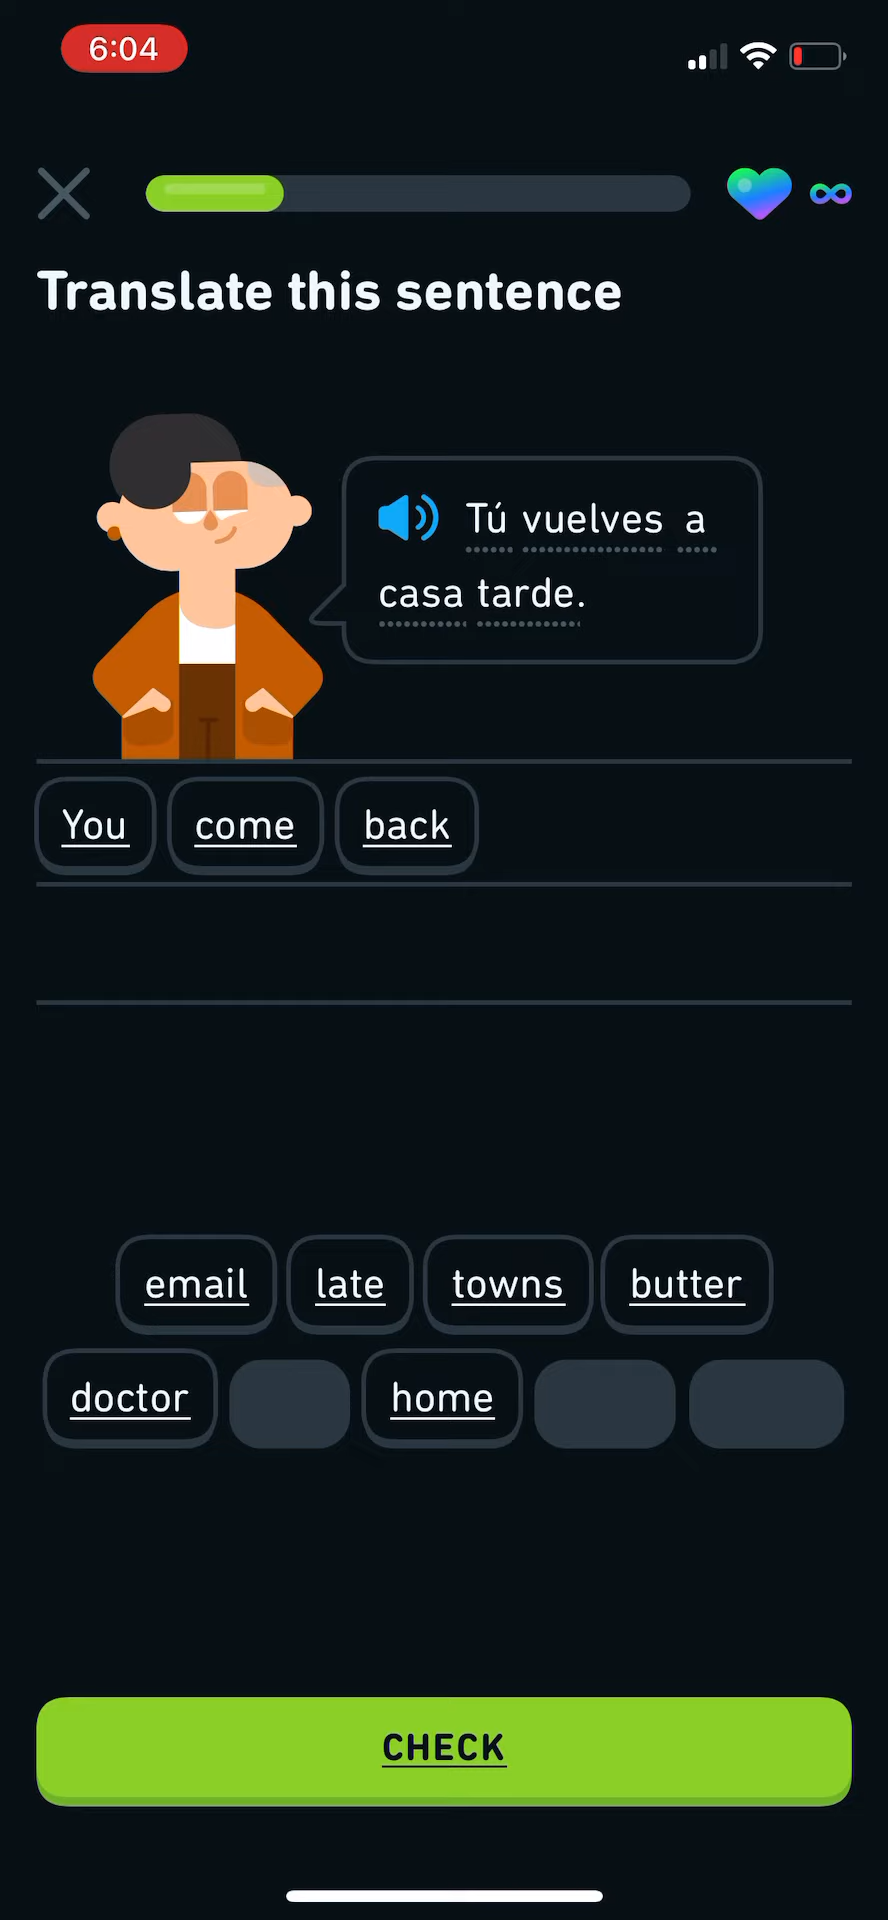 6:04
Translate this sentence
Tú vuelves a
casa tarde.
You come back
email late towns butter
doctor home
CHECK